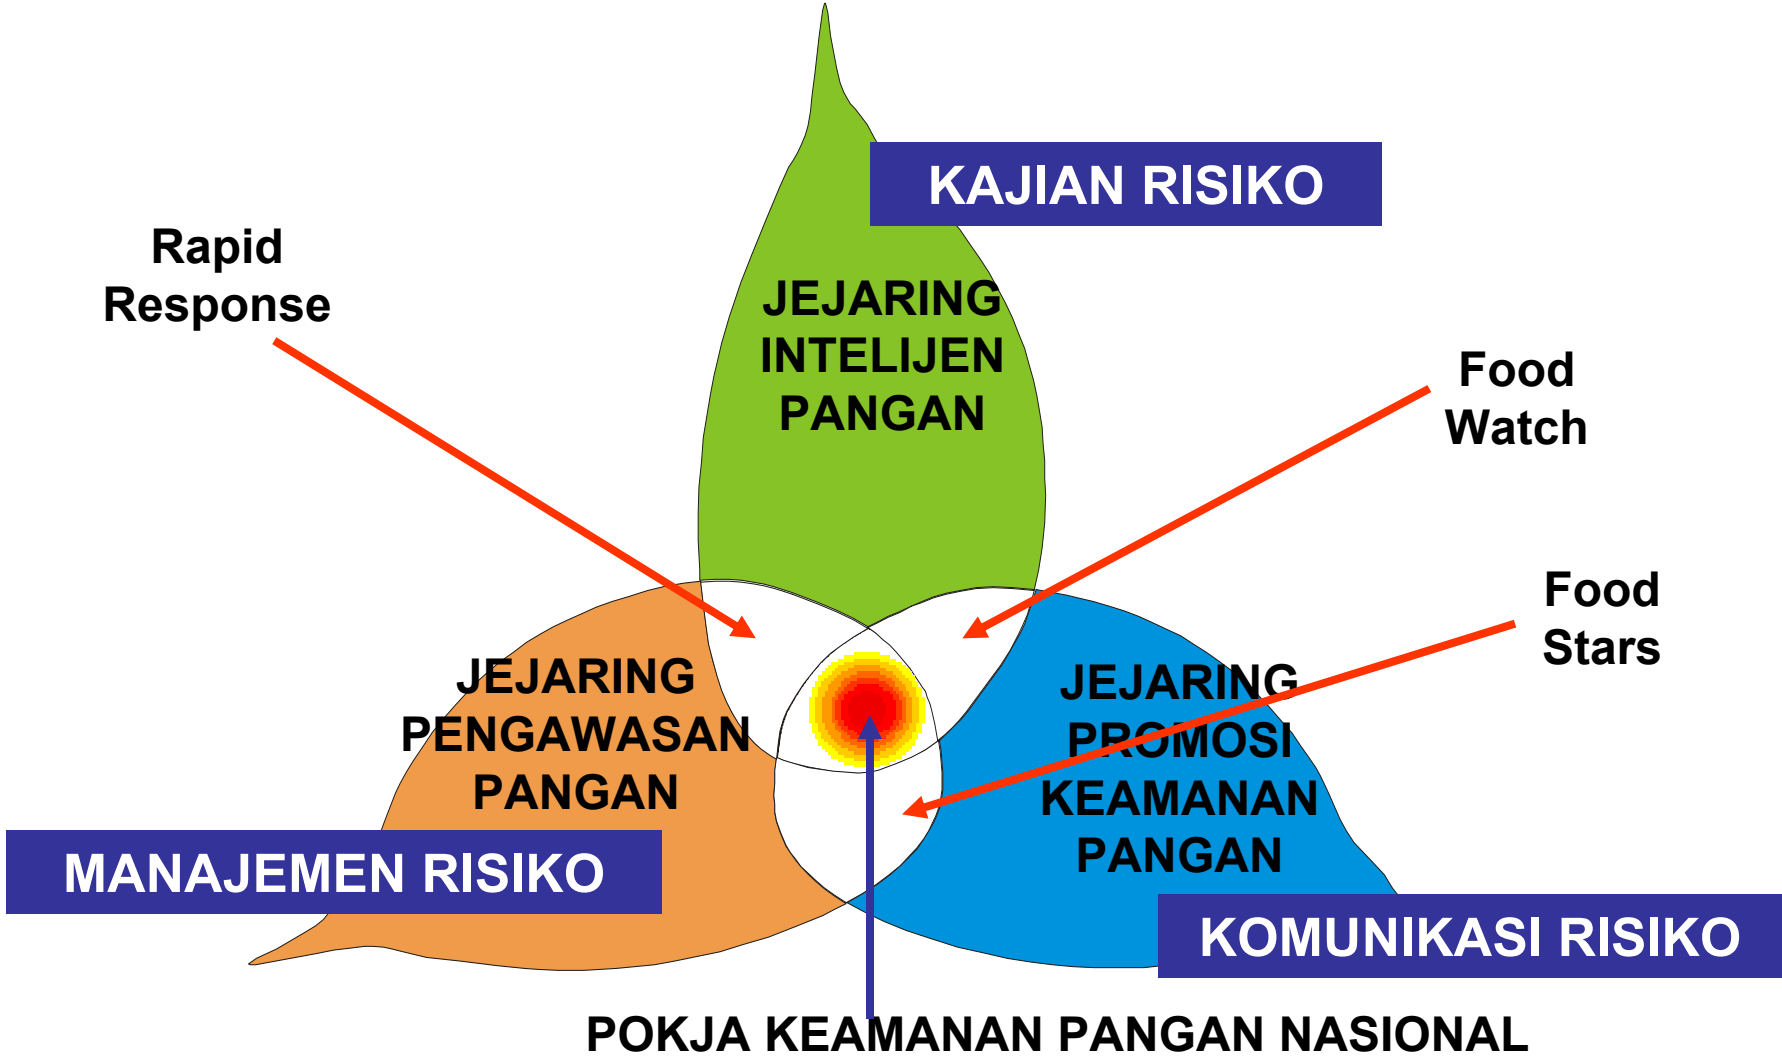 KAJIAN RISIKO
Rapid
Response
JEJARING
INTELIJEN
PANGAN
Food
Watch
Food
Stars
JEJARING
PENGAWASAN
PANGAN
JEJARING
PROMOSI
KEAMANAN
PANGAN
MANAJEMEN RISIKO
KOMUNIKASI RISIKO
POKJA KEAMANAN PANGAN NASIONAL